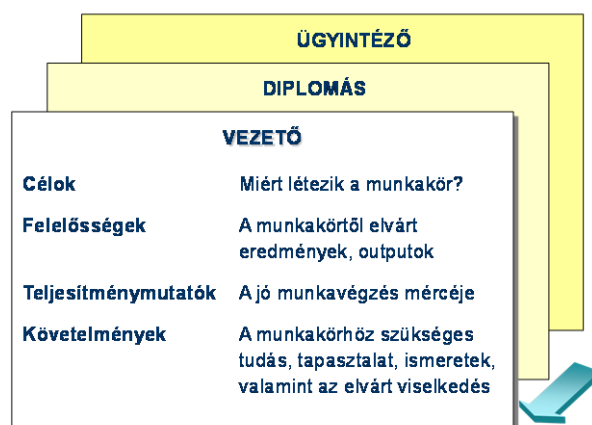 ÜGYINTÉZŐ
DIPLOMÁS
VEZETŐ
Célok Miért létezik a munkakör?
Felelősségek A munkakörtől elvárt
eredmények, outputok
Teljesítménymutatók A jó munkavégzés mércéje
Követelmények A munkakörhöz szükséges
tudás, tapasztalat, ismeretek,
valamint az elvárt viselkedés